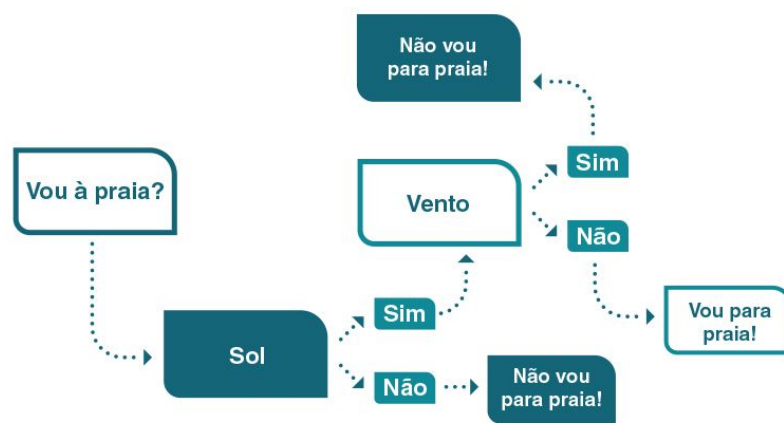 Não vou
para praia!
Vou à praia?
Vento
Sim
Não
Sol
Sim
Não
Vou para
praia!
Não vou
para praia!